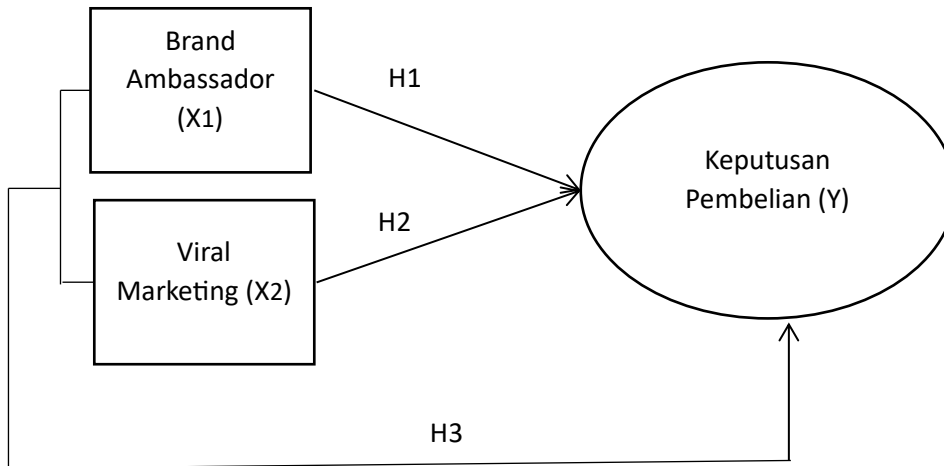 Brand
Ambassador
(X1)
H1
Keputusan
Pembelian (Y)
H2
Viral
Marketing (X2)
H3